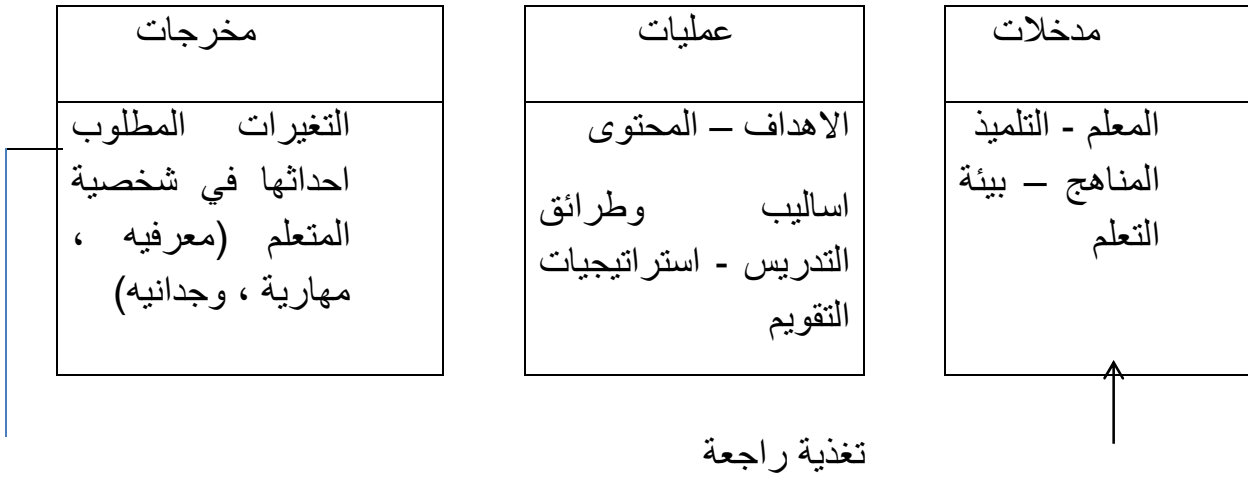 مدخلات
المعلم - التلميذ
المناهج – بيئة
التعلم
عمليات
الاهداف – المحتوى
اساليب وطرائق
التدريس - استراتيجيات
التقويم
مخرجات
التغيرات المطلوب
احداثها في شخصية
المتعلم (معرفيه ،
مهارية ، وجدانيه)
تغذية راجعة